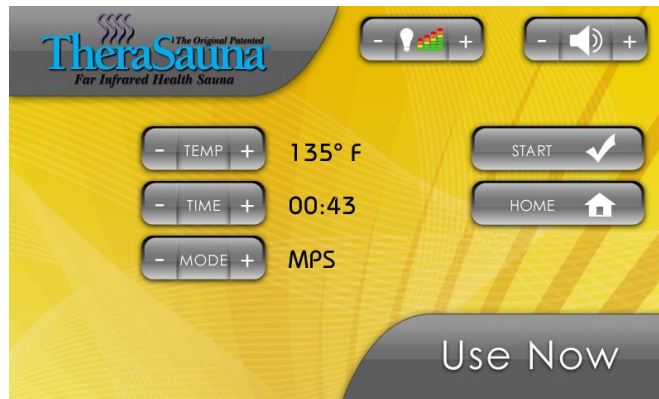 The Original Patented
TheraSauna
Far Infrared Health Sauna
- +
- +
- TEMP + 135° F
START
- TIME + 00:43
HOME
- MODE + MPS
Use Now